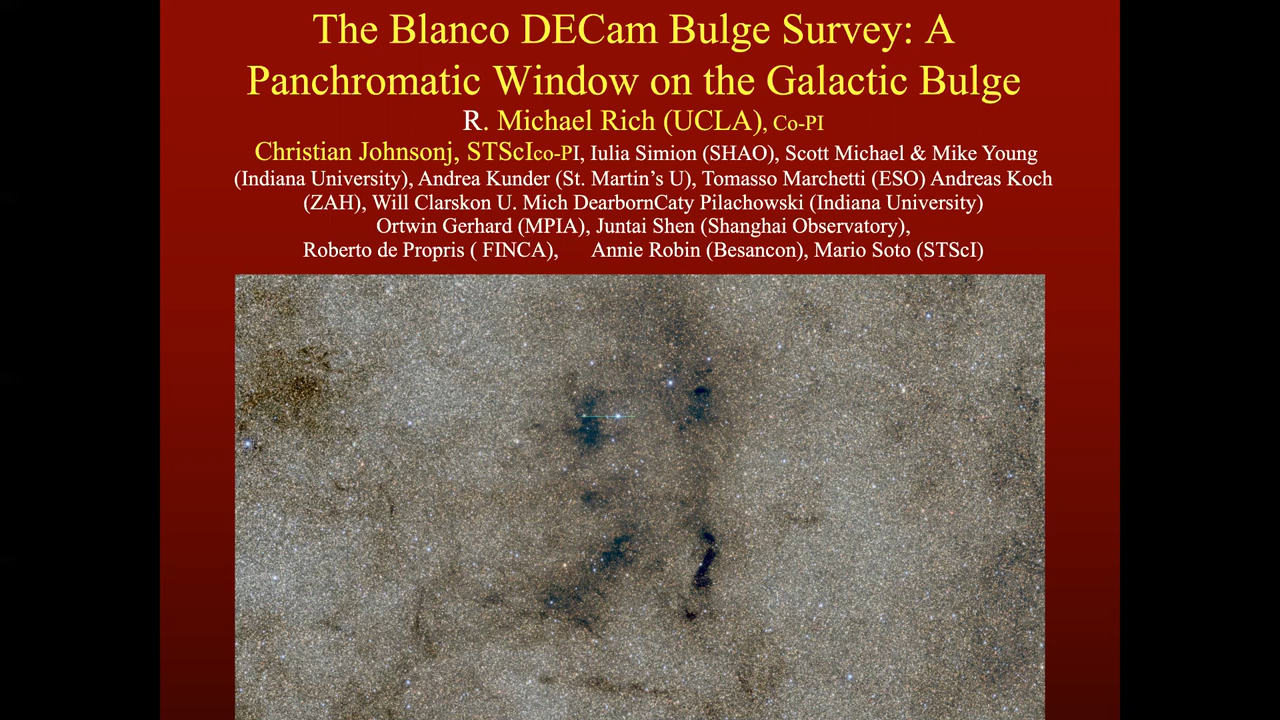 The Blanco DECam Bulge Survey: A
Panchromatic Window on the Galactic Bulge
R. Michael Rich (UCLA), Co-PI
Christian Johnsonj, STScIco-PI, Iulia Simion (SHAO), Scott Michael & Mike Young
(Indiana University), Andrea Kunder (St. Martin’s U), Tomasso Marchetti (ESO) Andreas Koch
(ZAH), Will Clarskon U. Mich DearbornCaty Pilachowski (Indiana University)
Ortwin Gerhard (MPIA), Juntai Shen (Shanghai Observatory),
Roberto de Propris ( FINCA), Annie Robin (Besancon), Mario Soto (STScI)